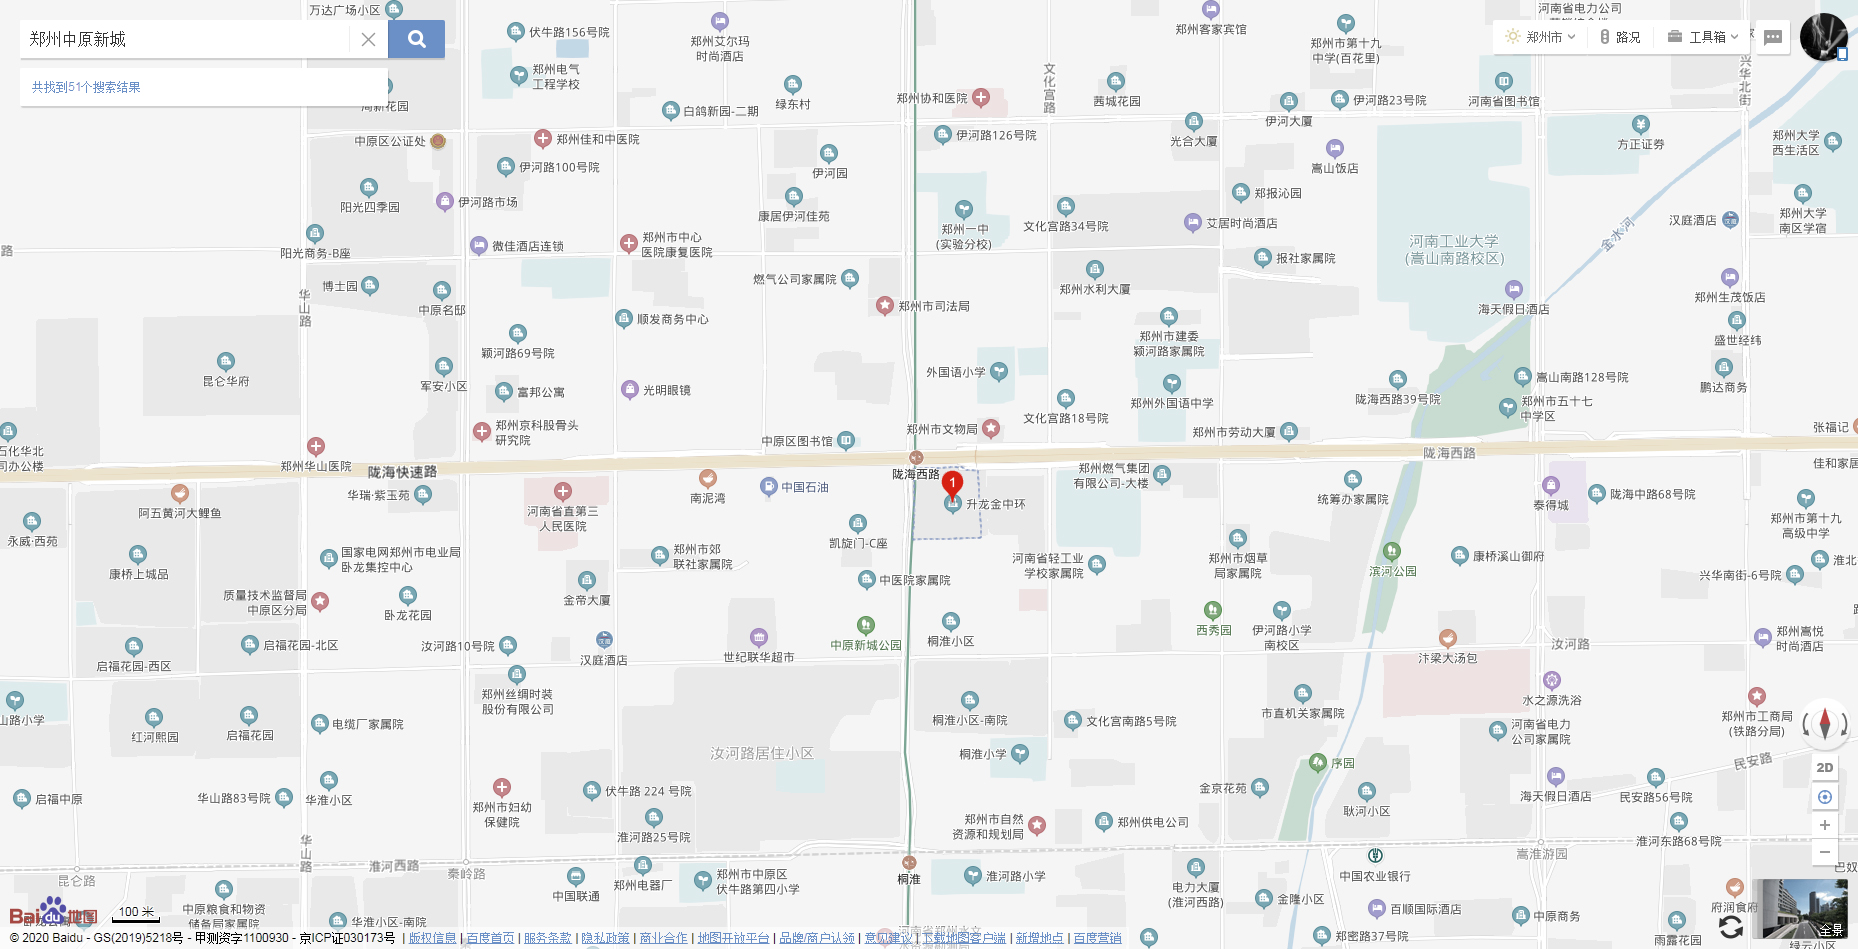 万达广场小区
伏牛路156号院
郑州艾尔玛
时尚酒店
郑州客家宾馆
郑州市第十九
中学(百花里)
河南省电力公司
郑州中原新城
郑州市
路况
工具箱
共找到51个搜索结果
郑州电气
工程学校
绿东村
文化宫路
郑州协和医院
茜城花园
伊河路23号院
河南省图书馆
兴华北街
白鸽新园-二期
中原区公证处
郑州佳和中医院
伊河路126号院
光合大厦
伊河大厦
方正证券
郑州大学
西生活区
伊河路100号院
伊河园
嵩山饭店
阳光四季园
伊河路市场
康居伊河佳苑
郑州一中
(实验分校)
文化宫路34号院
郑报沁园
艾居时尚酒店
汉庭酒店
郑州大学
南区学宿
金水河
路
阳光商务-B座
微佳酒店连锁
郑州市中心
医院康复医院
河南工业大学
(嵩山南路校区)
博士园
中原名邸
燃气公司家属院
报社家属院
郑州水利大厦
郑州生茂饭店
华山路
郑州市司法局
海天假日酒店
顺发商务中心
郑州市建委
颍河路家属院
盛世经纬
颍河路69号院
昆仑华府
军安小区
富邦公寓
光明眼镜
外国语小学
郑州外国语中学
文化宫路18号院
陇海西路39号院
嵩山南路128号院
鹏达商务
郑州市五十七
中学区
郑州京科股骨头
研究院
中原区图书馆
郑州市文物局
郑州市劳动大厦
张福记
石化华北
郑州华山医院
陇海快速路
陇海西路
陇海西路
佳和家居
郑州燃气集团
有限公司-大楼
华瑞·紫玉苑
南泥湾
中国石油
1
升龙金中环
统筹办家属院
泰得城
陇海中路68号院
阿五黄河大鲤鱼
河南省直第三
人民医院
永威·西苑
凯旋门-C座
郑州市第十九
高级中学
国家电网郑州市电业局
卧龙集控中心
康桥上城品
郑州市郊
联社家属院
河南省轻工业
学校家属院
郑州市烟草
局家属院
滨河公园
康桥溪山御府
兴华南街-6号院
淮北
中医院家属院
金帝大厦
质量技术监督局
中原区分局
卧龙花园
桐淮小区
西秀园
伊河路小学
南校区
启福花园-北区
启福花园-西区
汝河路10号院
汉庭酒店
世纪联华超市
中原新城公园
汴梁大汤包
汝河路
郑州嵩悦
时尚酒店
郑州丝绸时装
股份有限公司
水之源洗浴
山路小学
红河熙园
启福花园
电缆厂家属院
桐淮小区-南院
文化宫南路5号院
市直机关家属院
河南省电力
公司家属院
郑州市工商局
(铁路分局)
汝河路居住小区
桐淮小学
序园
民安路
2D
启福中原
华山路83号院
华淮小区
郑州市妇幼
保健院
伏牛路 224 号院
金京花苑
耿河小区
海天假日酒店
民安路56号院
淮河路25号院
郑州市自然
资源和规划局
郑州供电公司
华山路
淮河西路
淮河东路68号院
嵩淮游园
昆仑路
秦岭路
中国联通
郑州电器厂
郑州市中原区
伏牛路第四小学
桐淮
淮河路小学
电力大厦
(淮河西路)
中国农业银行
巴奴
中原粮食和物资
储备局家属院
金隆小区
百顺国际酒店
中原商务
府润食府
Baidu地图
100 米
华淮小区-南院
郑密路37号院
雨露花园
全景
© 2020 Baidu - GS(2019)5218号 - 甲测资字1100930 - 京ICP证030173号 | 版权信息 | 百度首页 | 服务条款 | 隐私政策 | 商业合作 | 地图开放平台 | 品牌/商户认领 | 意见建议 | 下载地图客户端 | 新增地点 | 百度营销